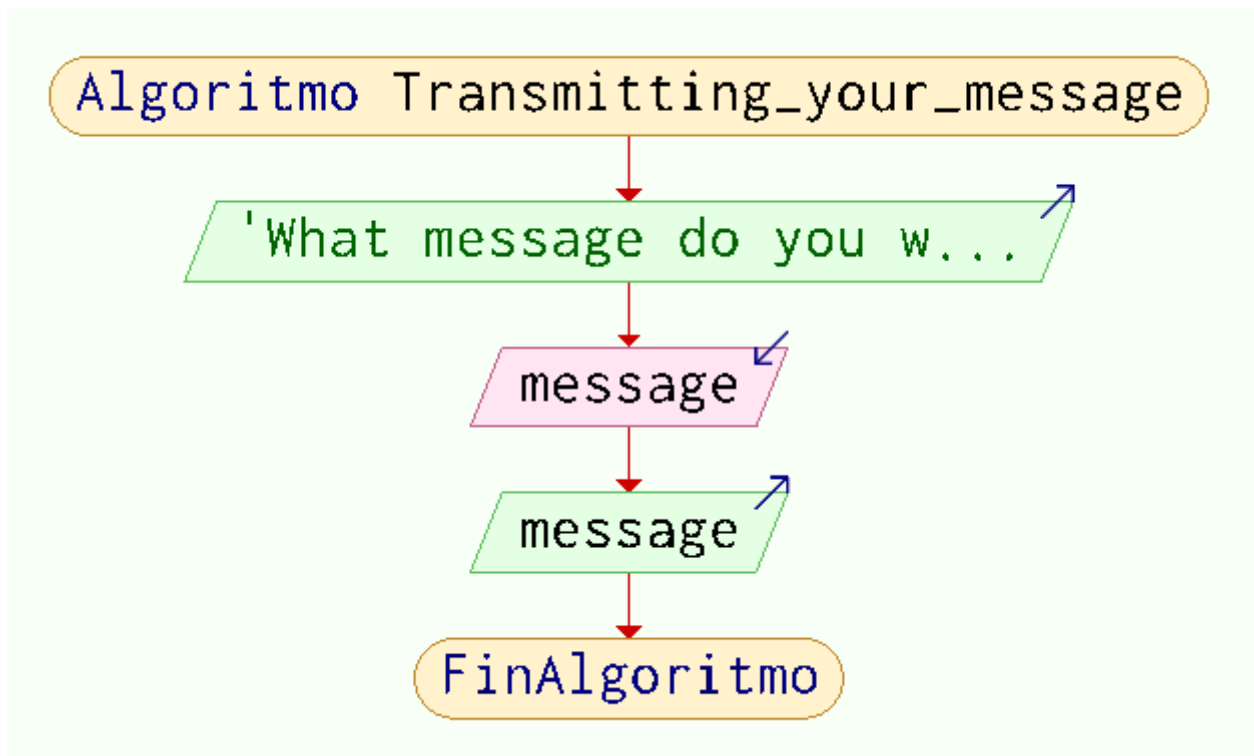 Algoritmo Transmitting_your_message
'What message do you w...
message
message
FinAlgoritmo